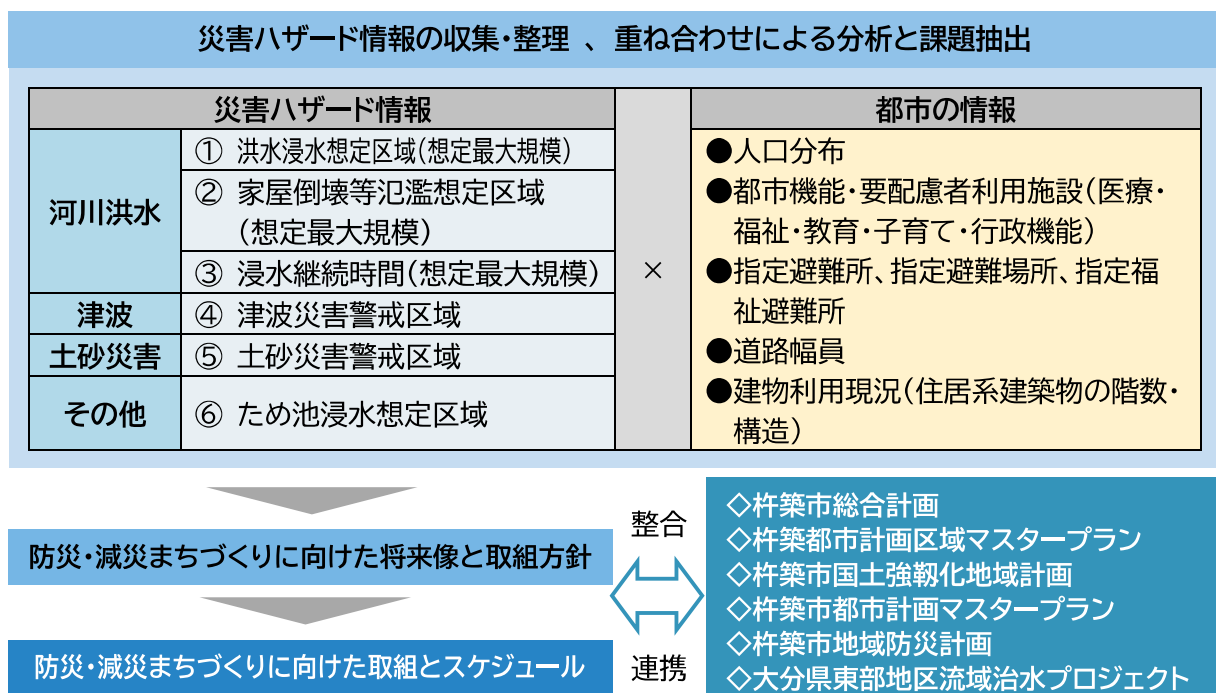 災害ハザード情報の収集・整理 、重ね合わせによる分析と課題抽出
災害ハザード情報
河川洪水
① 洪水浸水想定区域(想定最大規模)
② 家屋倒壊等氾濫想定区域
(想定最大規模)
③ 浸水継続時間(想定最大規模)
津波
④ 津波災害警戒区域
土砂災害
⑤ 土砂災害警戒区域
その他
⑥ ため池浸水想定区域
×
都市の情報
●人口分布
●都市機能・要配慮者利用施設(医療・
福祉・教育・子育て・行政機能)
●指定避難所、指定避難場所、指定福
祉避難所
●道路幅員
●建物利用現況(住居系建築物の階数・
構造)
防災・減災まちづくりに向けた将来像と取組方針
防災・減災まちづくりに向けた取組とスケジュール
整合
連携
◇杵築市総合計画
◇杵築都市計画区域マスタープラン
◇杵築市国土強靱化地域計画
◇杵築市都市計画マスタープラン
◇杵築市地域防災計画
◇大分県東部地区流域治水プロジェクト